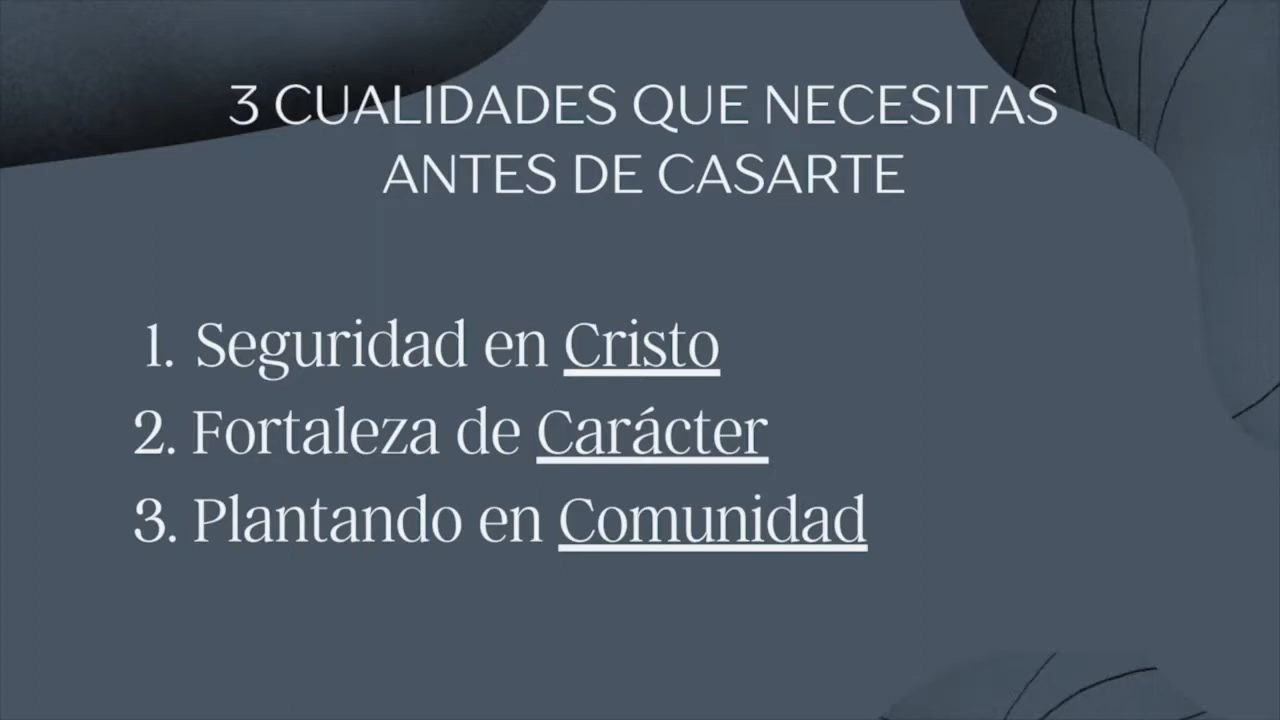 3 CUALIDADES QUE NECESITAS
ANTES DE CASARTE
1. Seguridad en Cristo
2. Fortaleza de Carácter
3. Plantando en Comunidad